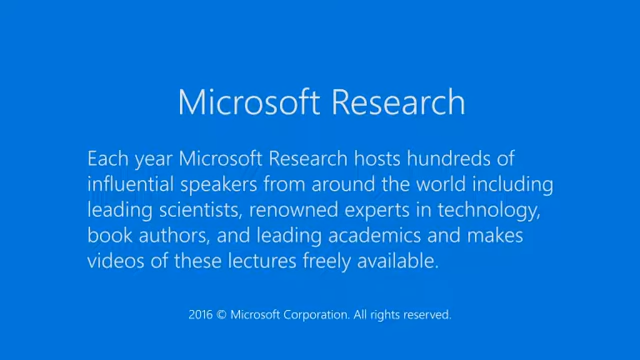 Microsoft Research
Each year Microsoft Research hosts hundreds of
influential speakers from around the world including
leading scientists, renowned experts in technology,
book authors, and leading academics and makes
videos of these lectures freely available.
2016 © Microsoft Corporation. All rights reserved.